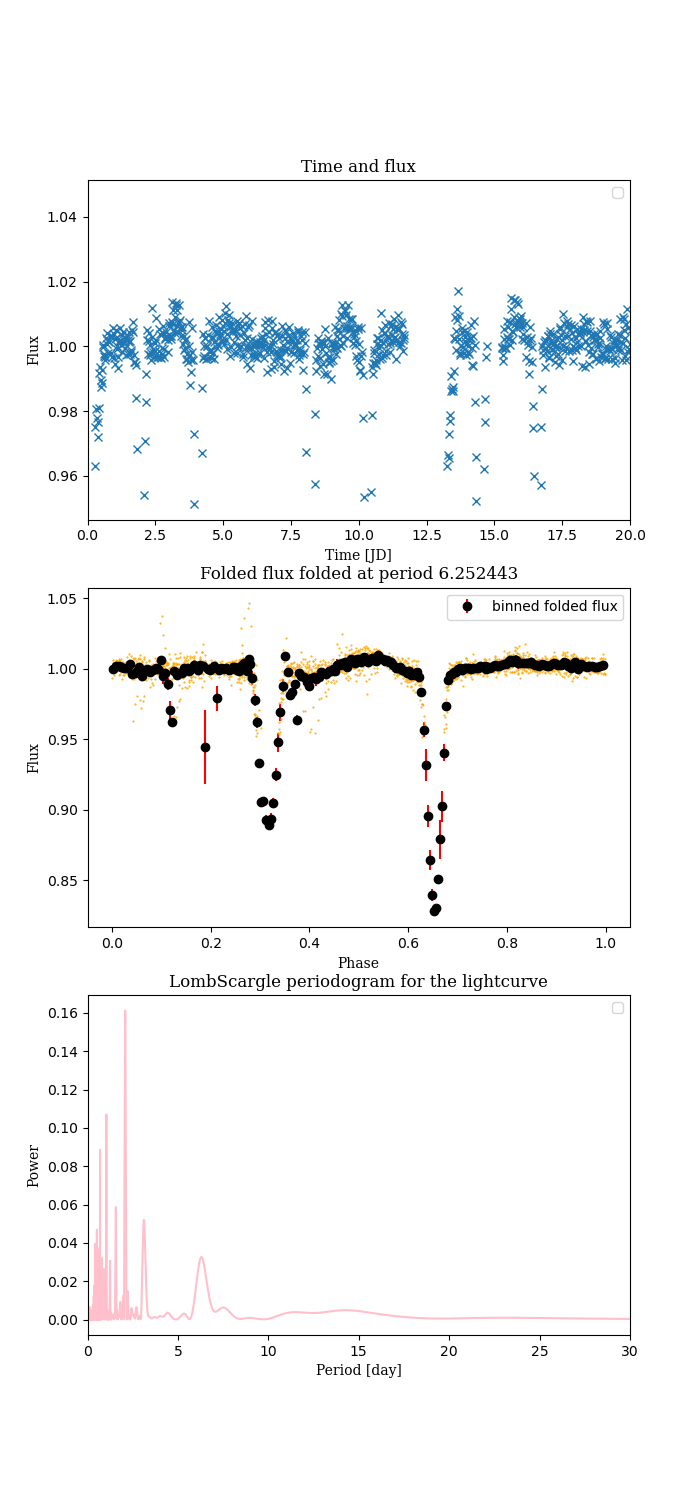 Time and flux
1.04
1.02
1.00
0.98
0.96
Flux
0.0 2.5 5.0 7.5 10.0 12.5 15.0 17.5 20.0
Time [JD]
Folded flux folded at period 6.252443
binned folded flux
1.05
1.00
0.95
0.90
0.85
Flux
0.0 0.2 0.4 0.6 0.8 1.0
Phase
LombScargle periodogram for the lightcurve
0.16
0.14
0.12
0.10
0.08
0.06
0.04
0.02
0.00
Power
0 5 10 15 20 25 30
Period [day]